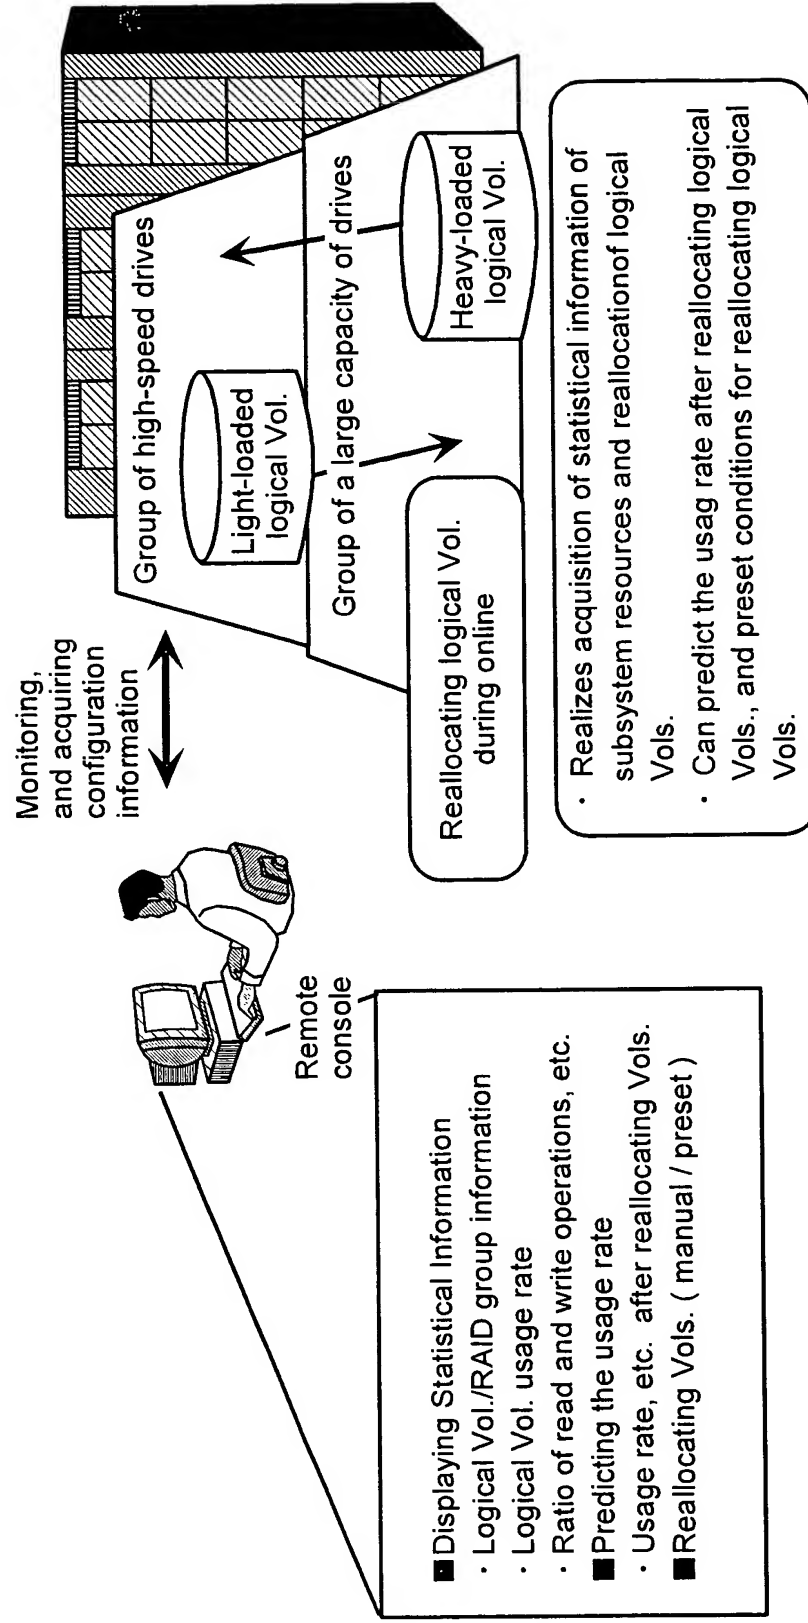 Monitoring,
and acquiring
configuration
information
Remote
console
Group of high-speed drives
Light-loaded
logical Vol.
Group of a large capacity of drives
Heavy-loaded
logical Vol.
Reallocating logical Vol.
during online
■ Displaying Statistical Information
· Logical Vol./RAID group information
· Logical Vol. usage rate
· Ratio of read and write operations, etc.
■ Predicting the usage rate
· Usage rate, etc. after reallocating Vols.
■ Reallocating Vols. ( manual / preset )
· Realizes acquisition of statistical information of
subsystem resources and reallocationof logical
Vols.
· Can predict the usag rate after reallocating logical
Vols., and preset conditions for reallocating logical
Vols.